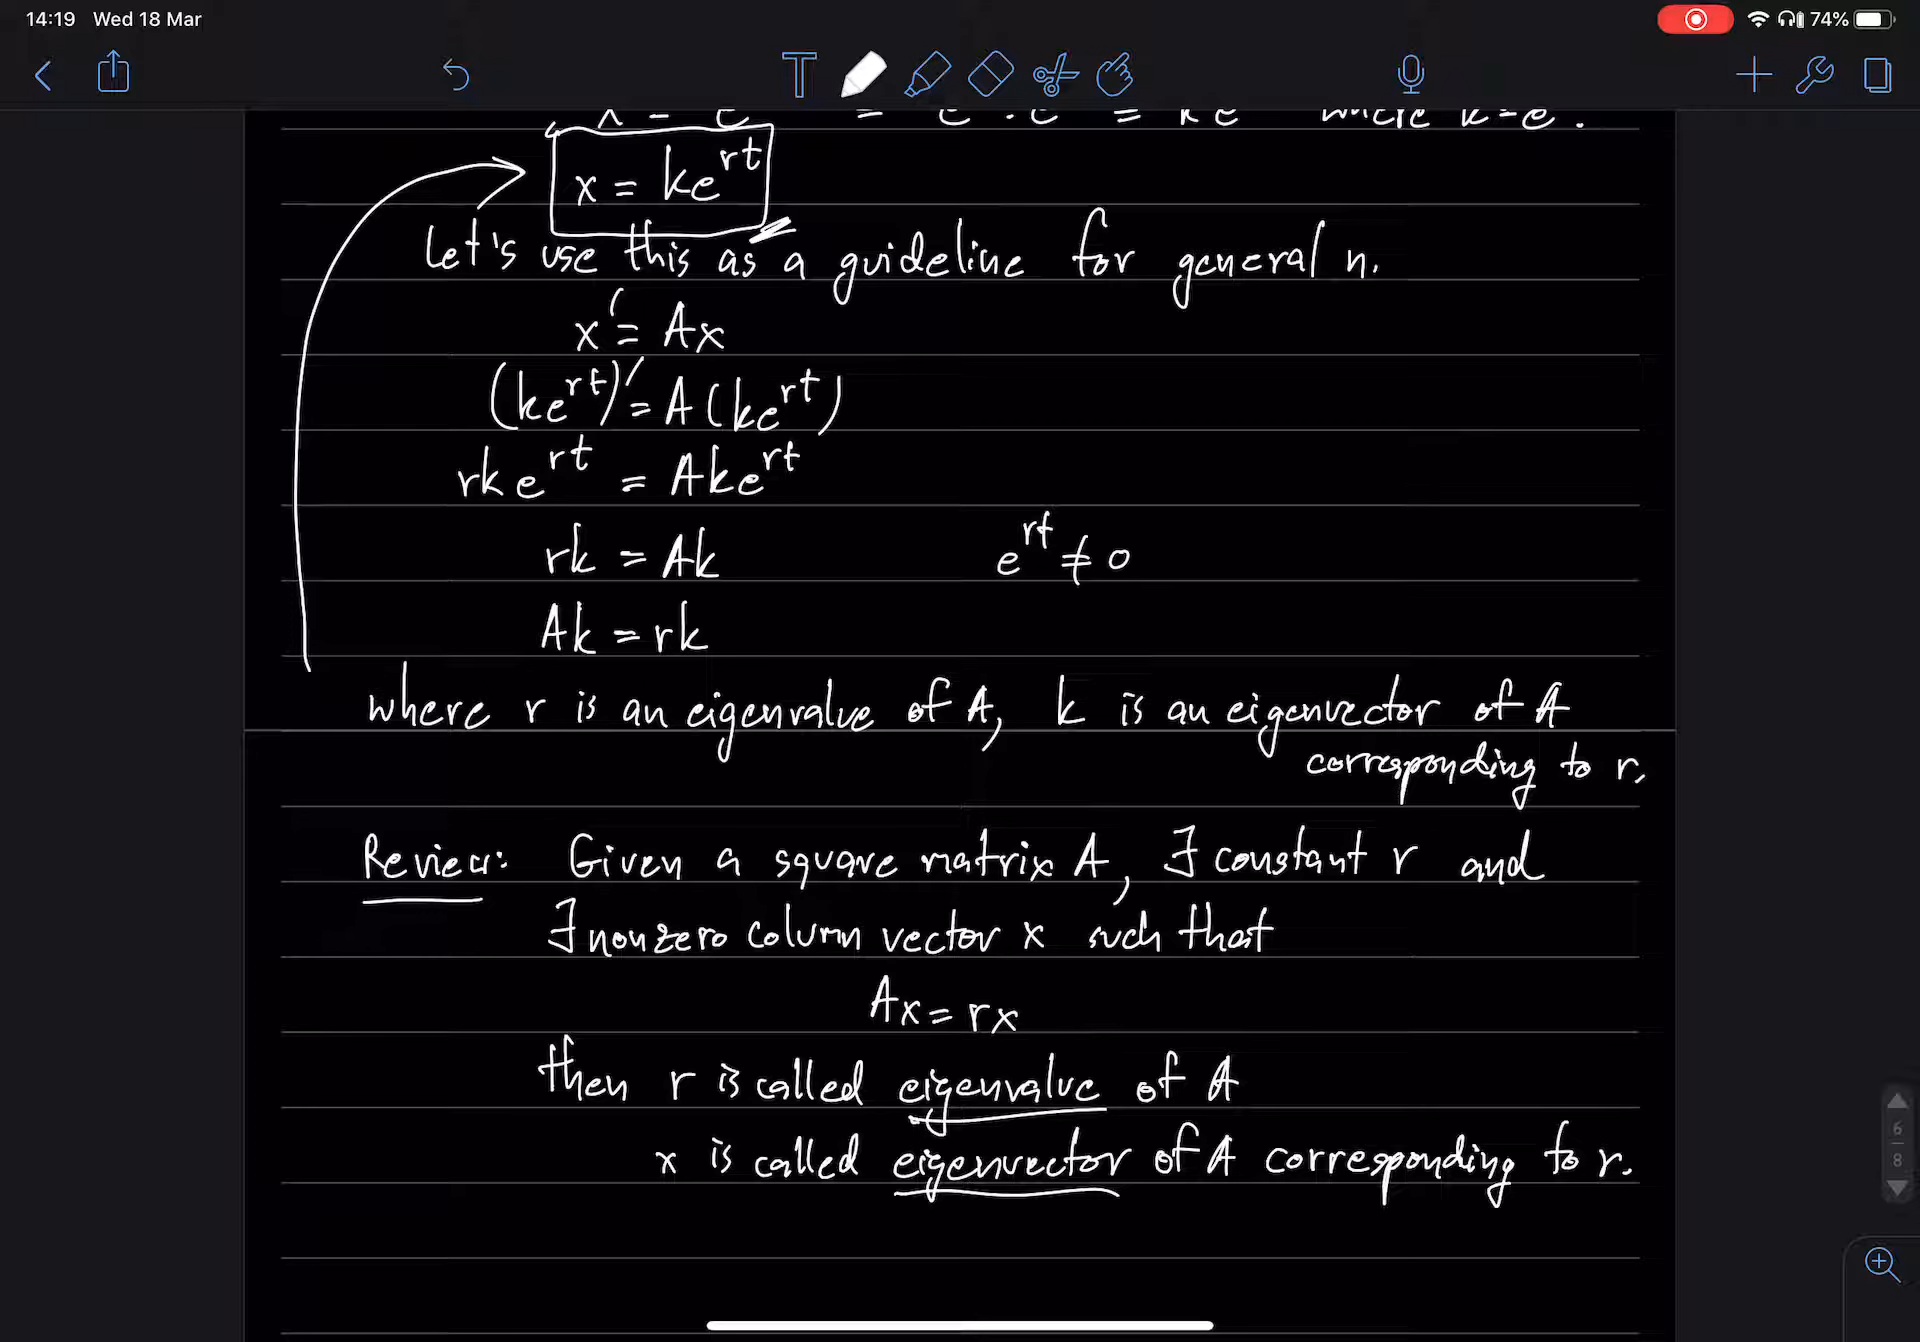 14:19 Wed 18 Mar 74%
x = ke^rt
Let's use this as a guideline for general n.
x' = Ax
(ke^rt)' = A(ke^rt)
rke^rt = Ake^rt
rk = Ak e^rt ≠ 0
Ak = rk
where r is an eigenvalue of A, k is an eigenvector of A
corresponding to r.
Review: Given a square matrix A, ∃ constant r and
∃ nonzero column vector x such that
Ax = rx
then r is called eigenvalue of A
x is called eigenvector of A corresponding to r.
6
8